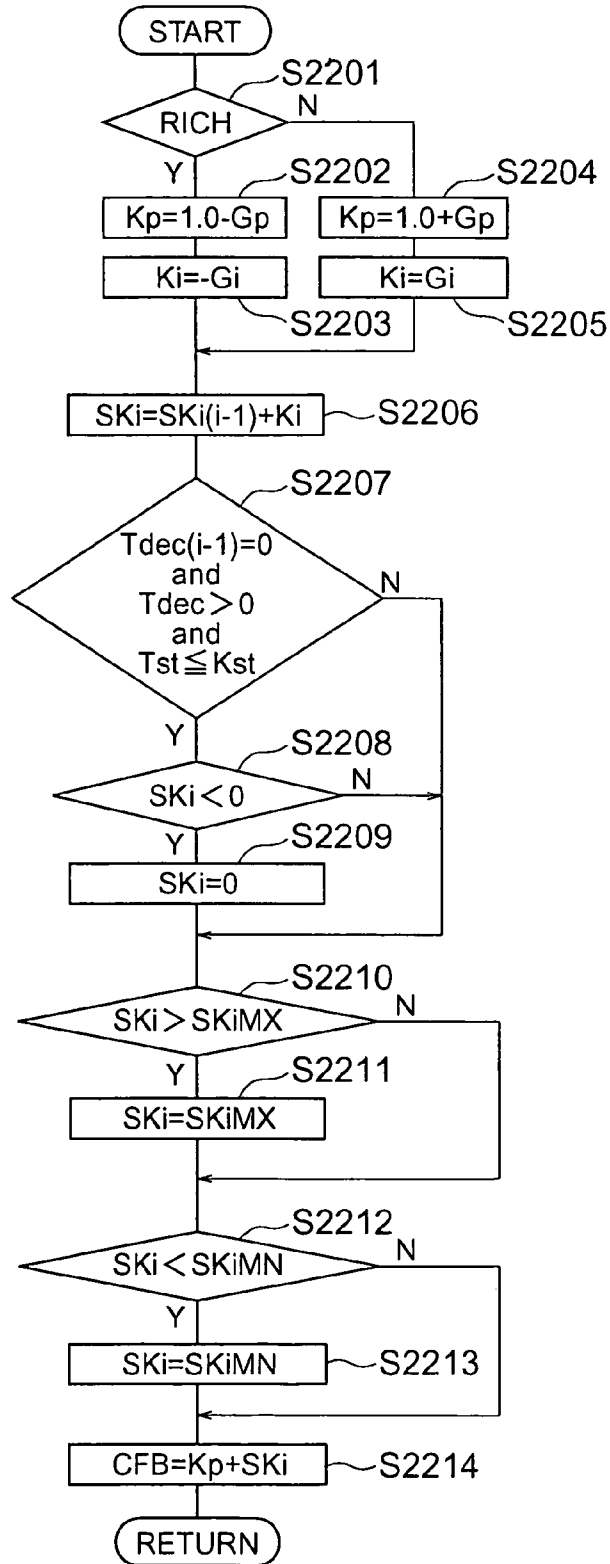 START
S2201
RICH
N
Y
S2202
S2204
Kp=1.0-Gp
Kp=1.0+Gp
Ki=-Gi
Ki=Gi
S2203
S2205
SKi=SKi(i-1)+Ki
S2206
S2207
Tdec(i-1)=0
and
Tdec>0
and
Tst≦Kst
N
Y
S2208
SKi<0
N
Y
S2209
SKi=0
S2210
SKi>SKiMX
N
Y
S2211
SKi=SKiMX
S2212
SKi<SKiMN
N
Y
SKi=SKiMN
S2213
CFB=Kp+SKi
S2214
RETURN